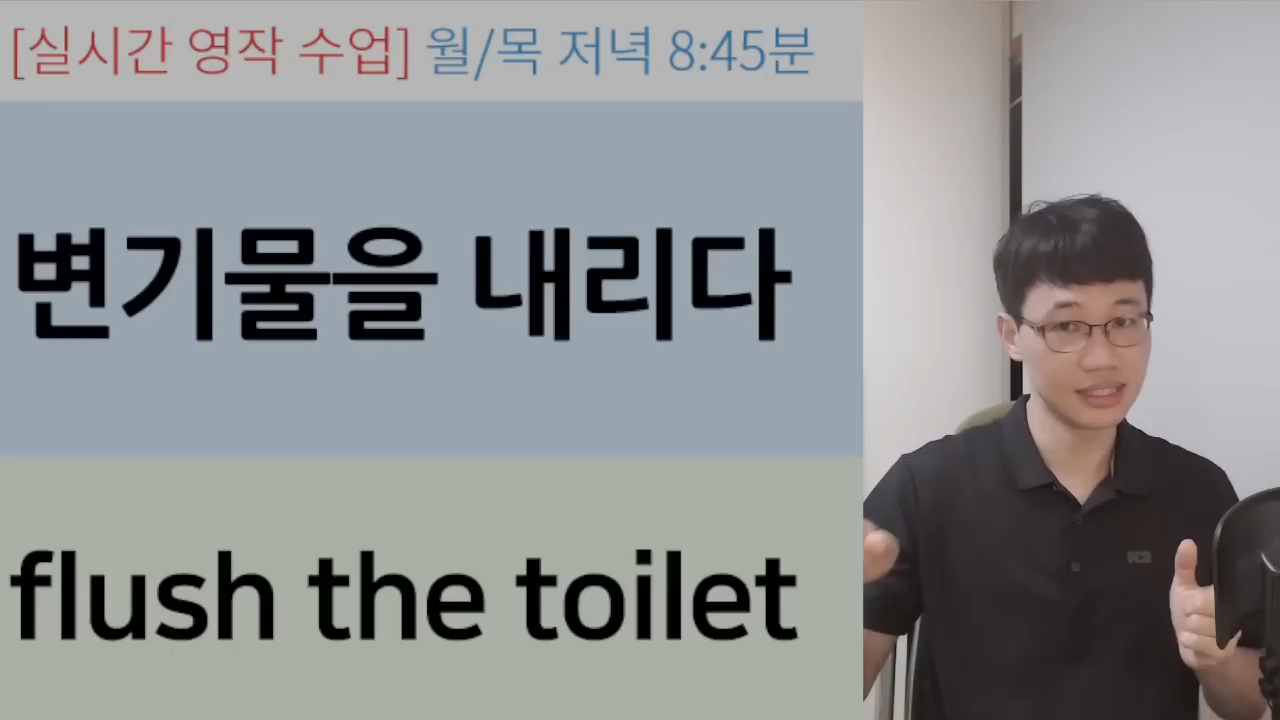 [실시간 영작 수업] 월/목 저녁 8:45분
변기물을 내리다
flush the toilet
K2